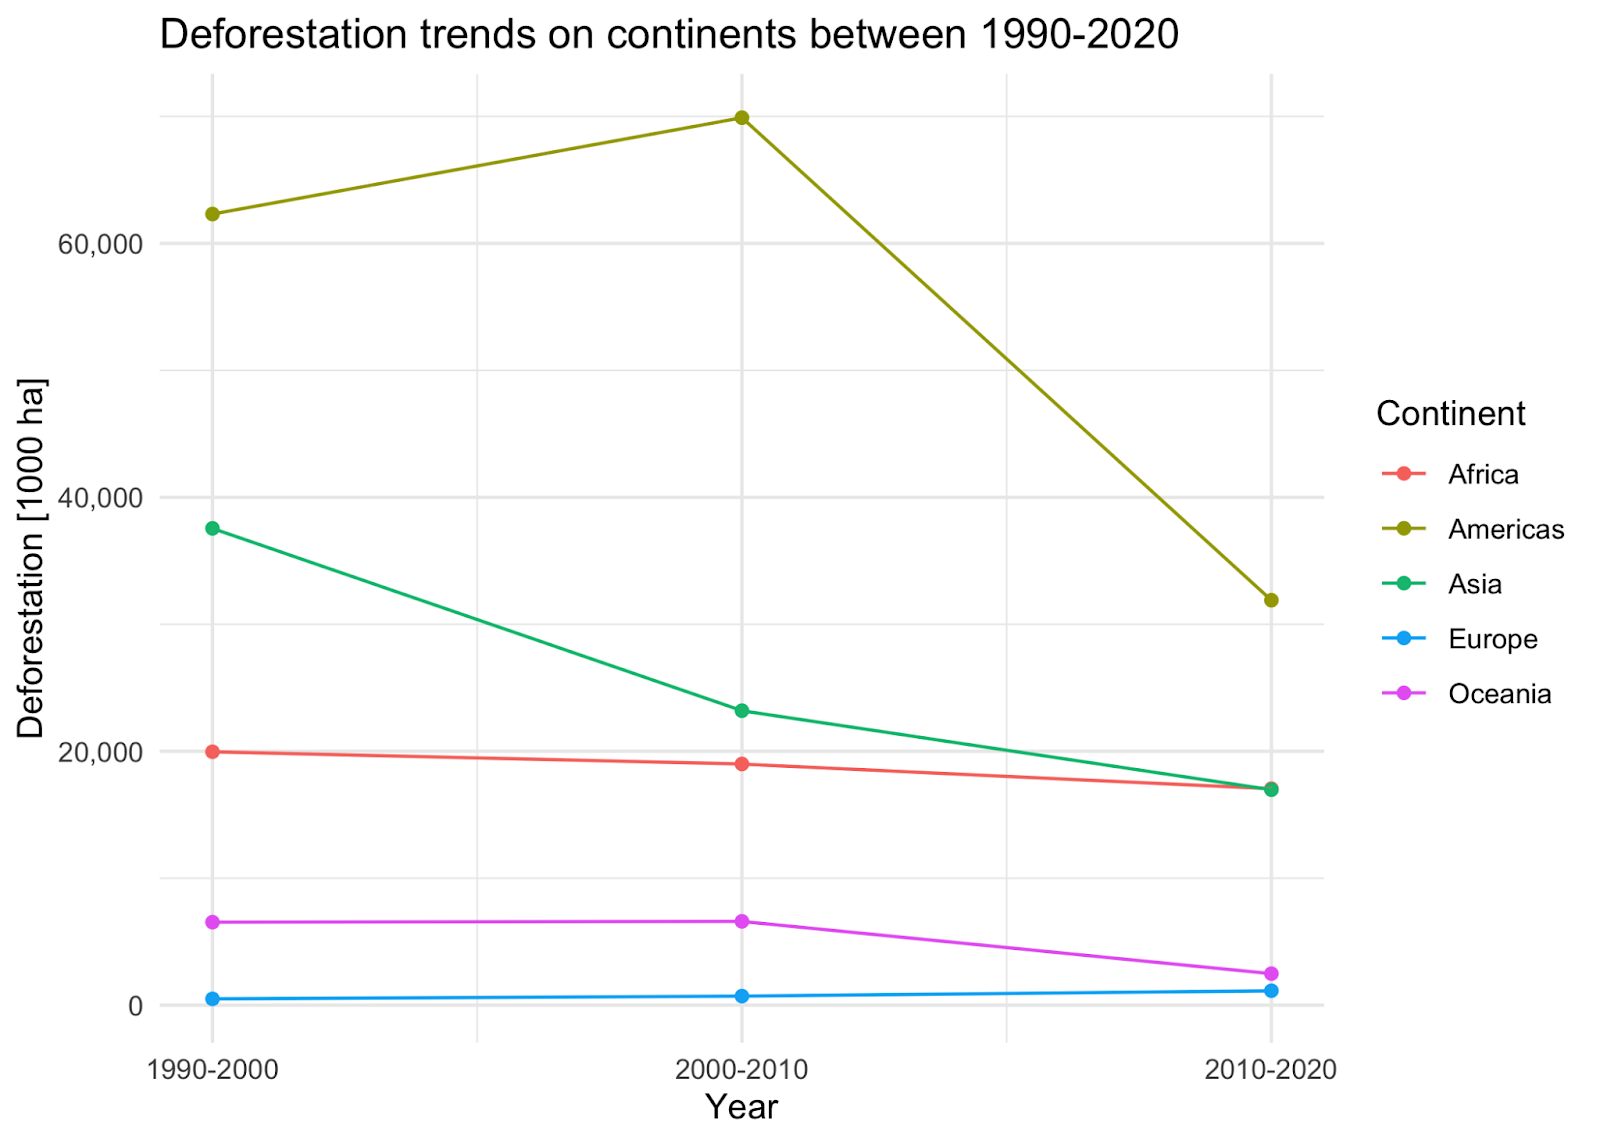 Deforestation trends on continents between 1990-2020
Deforestation [1000 ha]
60,000
40,000
20,000
0
1990-2000
2000-2010
2010-2020
Year
Continent
Africa
Americas
Asia
Europe
Oceania